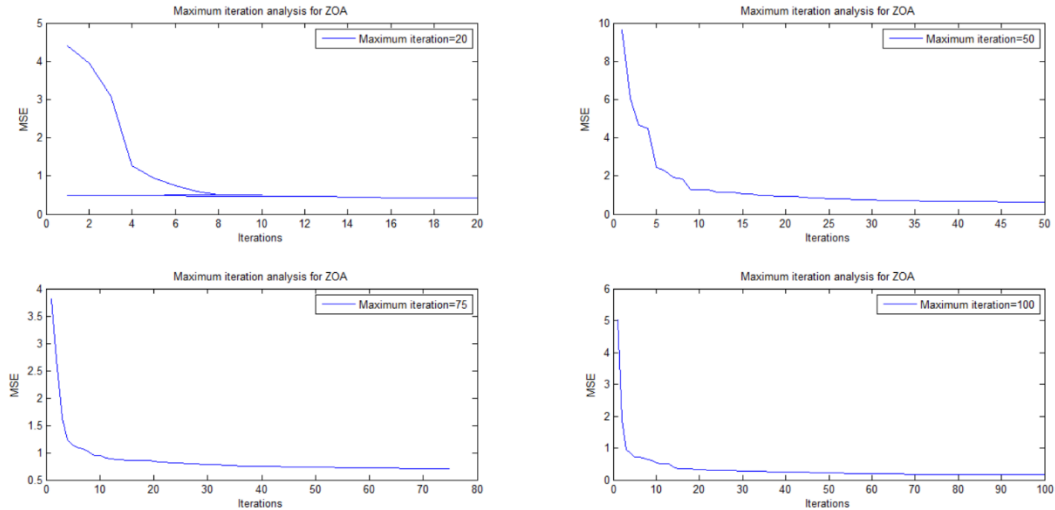 Maximum iteration analysis for ZOA
Maximum iteration=20
MSE
5
4
3
2
1
0
0 2 4 6 8 10 12 14 16 18 20
Iterations
Maximum iteration analysis for ZOA
Maximum iteration=50
MSE
10
8
6
4
2
0
0 5 10 15 20 25 30 35 40 45 50
Iterations
Maximum iteration analysis for ZOA
Maximum iteration=75
MSE
4
3.5
3
2.5
2
1.5
1
0.5
0 10 20 30 40 50 60 70 80
Iterations
Maximum iteration analysis for ZOA
Maximum iteration=100
MSE
6
5
4
3
2
1
0
0 10 20 30 40 50 60 70 80 90 100
Iterations